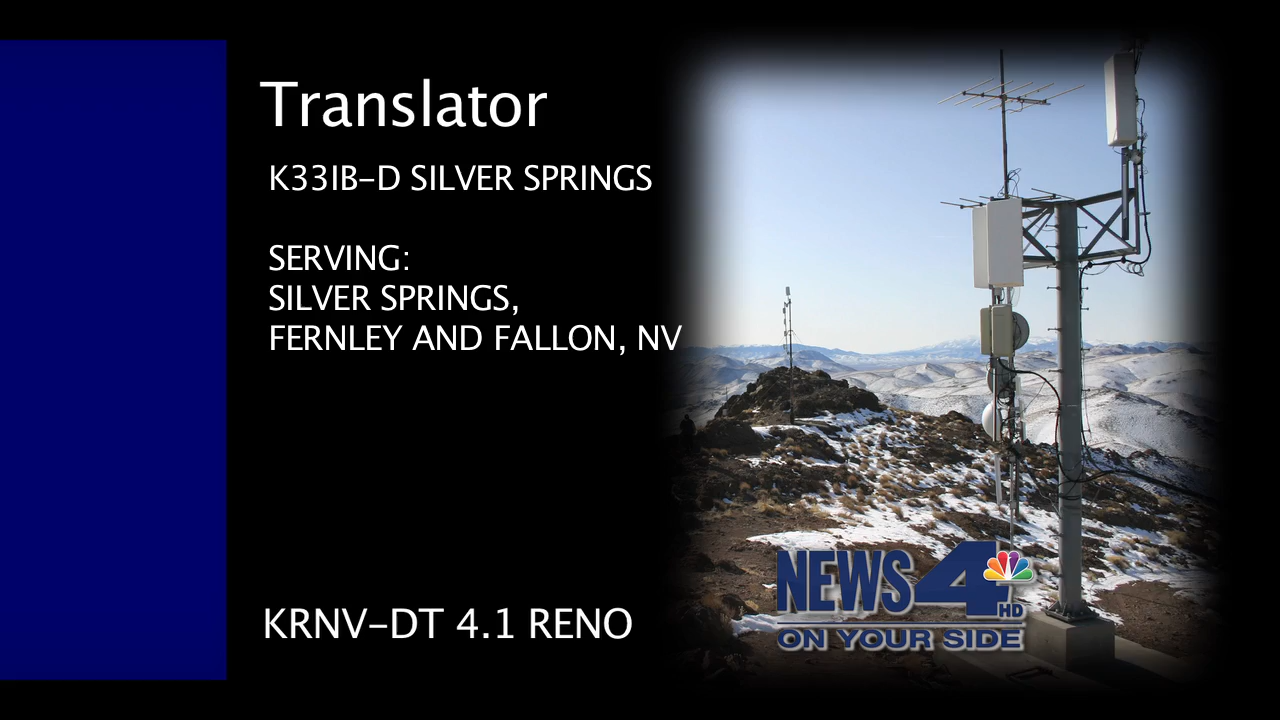 Translator
K33IB-D SILVER SPRINGS
SERVING:
SILVER SPRINGS,
FERNLEY AND FALLON, NV
KRNV-DT 4.1 RENO
NEWS 4 HD
ON YOUR SIDE